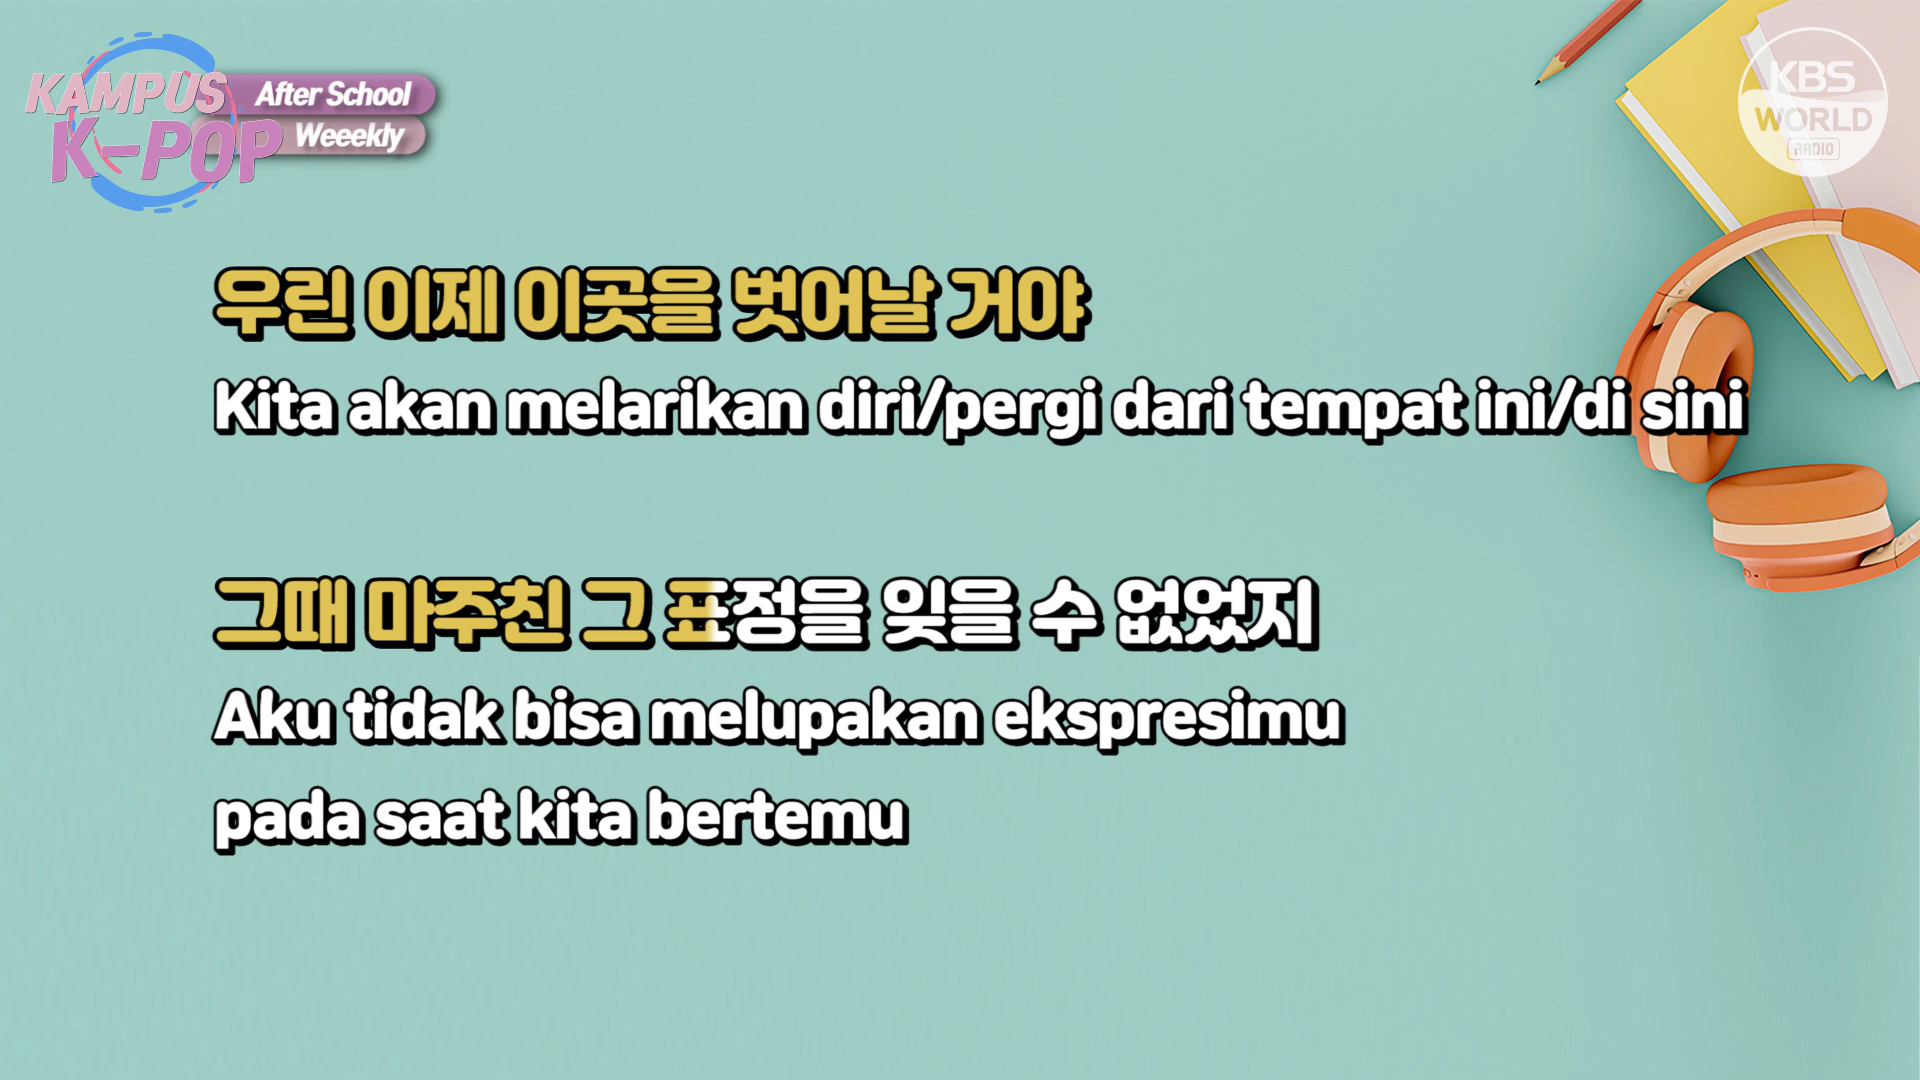 KAMPUS
K-POP
After School
Weeekly
KBS
WORLD
RADIO
우린 이제 이곳을 벗어날 거야
Kita akan melarikan diri/pergi dari tempat ini/di sini
그때 마주친 그 표정을 잊을 수 없었지
Aku tidak bisa melupakan ekspresimu
pada saat kita bertemu